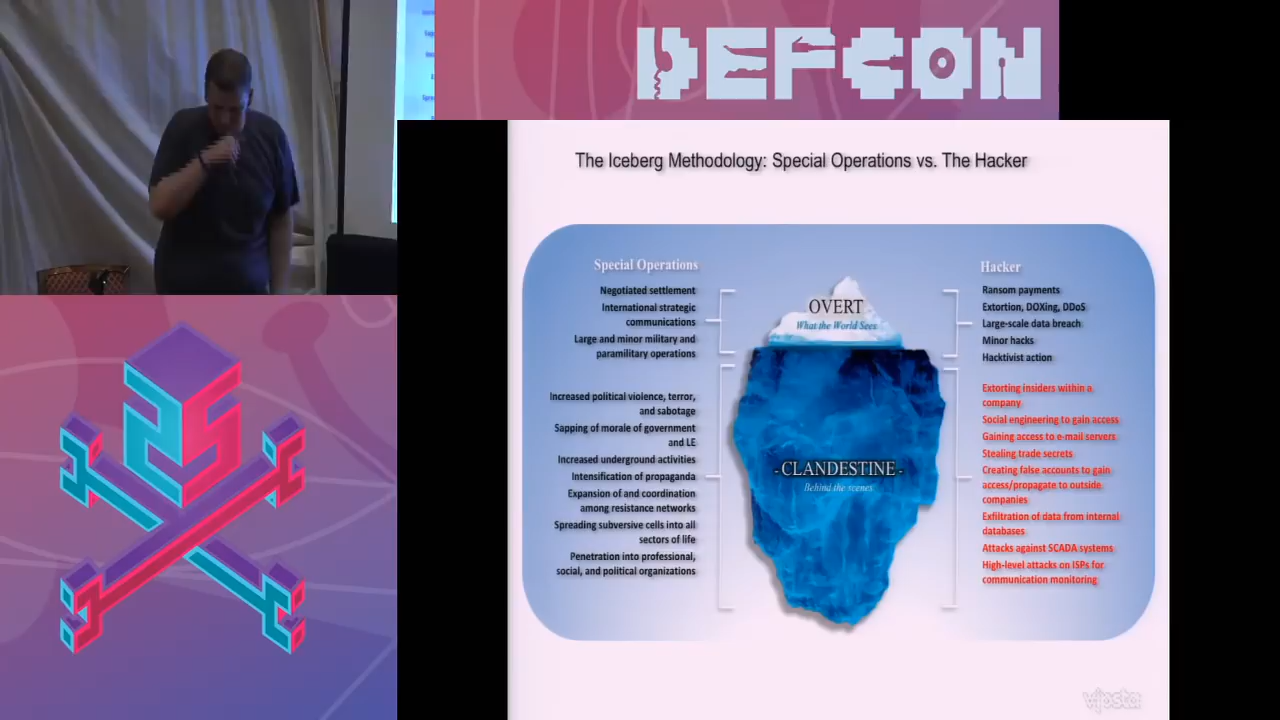 DEFCON
The Iceberg Methodology: Special Operations vs. The Hacker
Special Operations
Negotiated settlement
International strategic
communications
Large and minor military and
paramilitary operations
Increased political violence, terror,
and sabotage
Sapping of morale of government
and LE
Increased underground activities
Intensification of propaganda
Expansion of and coordination
among resistance networks
Spreading subversive cells into all
sectors of life
Penetration into professional,
social, and political organizations
OVERT
What the World Sees
- CLANDESTINE -
Behind the scenes
Hacker
Ransom payments
Extortion, DOXing, DDoS
Large-scale data breach
Minor hacks
Hacktivist action
Extorting insiders within a
company
Social engineering to gain access
Gaining access to e-mail servers
Stealing trade secrets
Creating false accounts to gain
access/propagate to outside
companies
Exfiltration of data from internal
databases
Attacks against SCADA systems
High-level attacks on ISPs for
communication monitoring